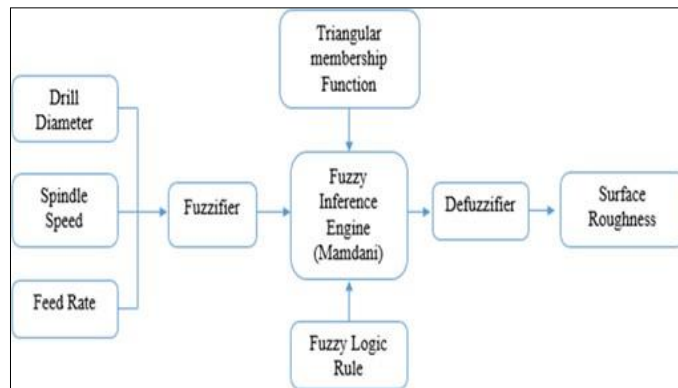 Triangular
membership
Function
Drill
Diameter
Spindle
Speed
Feed Rate
Fuzzifier
Fuzzy
Inference
Engine
(Mamdani)
Defuzzifier
Surface
Roughness
Fuzzy Logic
Rule